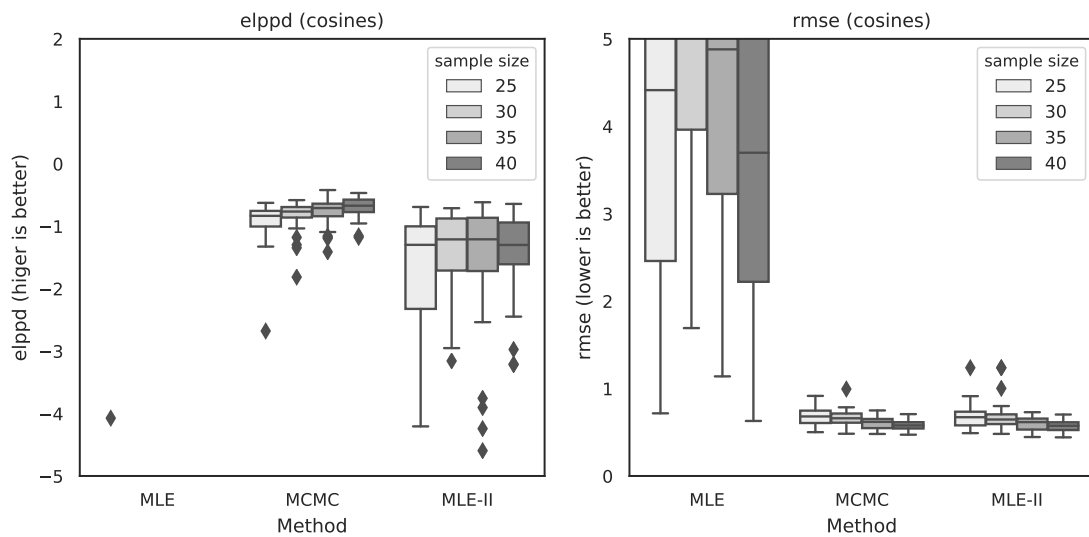 elppd (cosines)
elppd (higer is better)
2
1
0
−1
−2
−3
−4
−5
sample size
25
30
35
40
MLE
MCMC
MLE-II
Method
rmse (cosines)
rmse (lower is better)
5
4
3
2
1
0
sample size
25
30
35
40
MLE
MCMC
MLE-II
Method